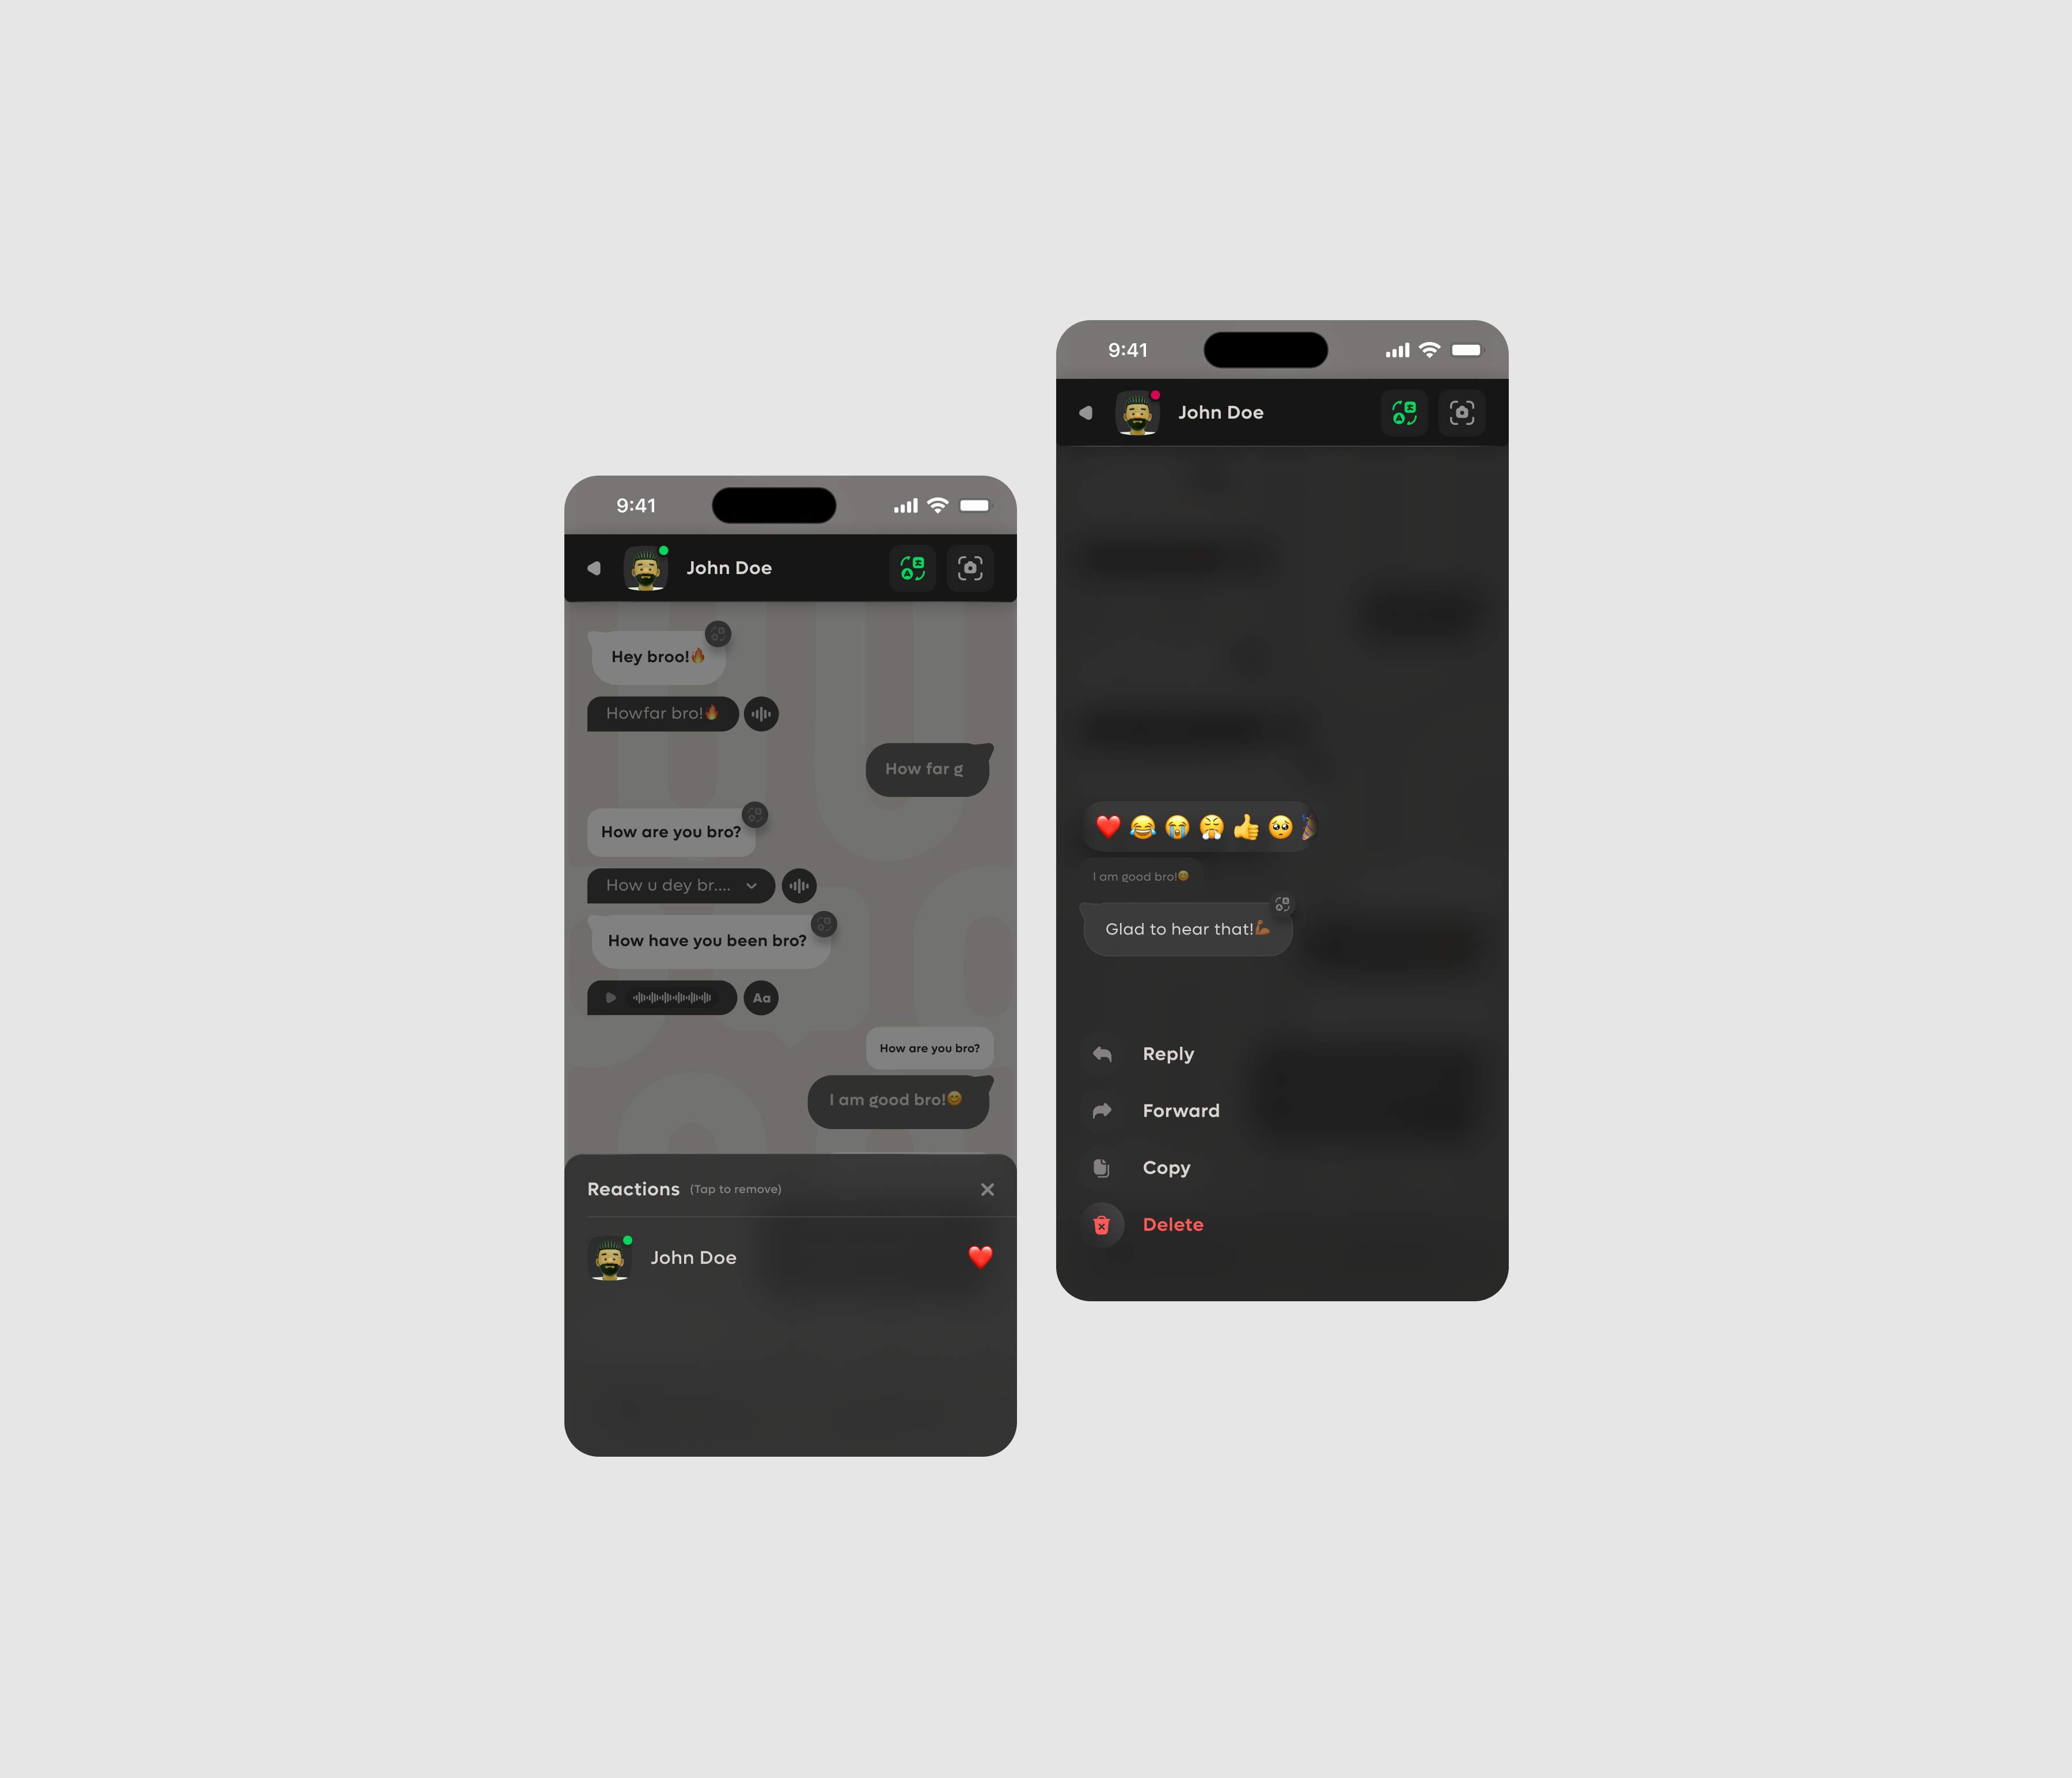 9:41
John Doe
Hey broo!🔥
Howfar bro!🔥
How far g
How are you bro?
How u dey br....
How have you been bro?
Aa
How are you bro?
I am good bro!😊
Reactions (Tap to remove)
John Doe
❤️
9:41
John Doe
❤️😂😭😤👍🥺
I am good bro!😊
Glad to hear that!💪🏾
Reply
Forward
Copy
Delete